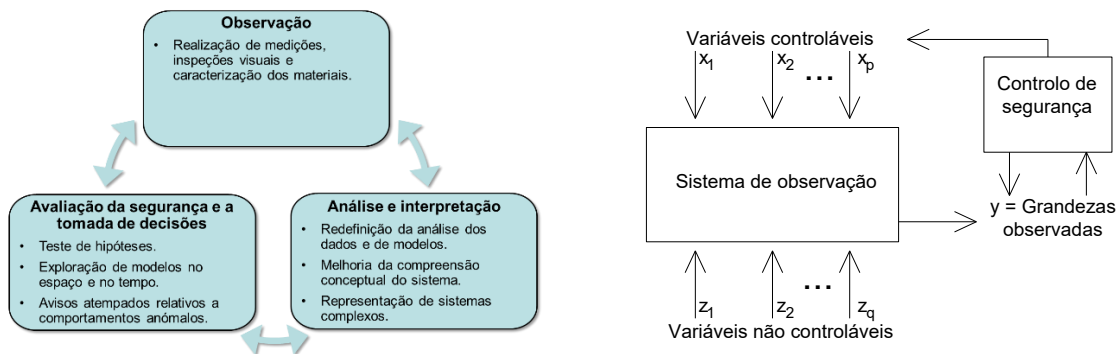 Observação
• Realização de medições,
inspeções visuais e
caracterização dos materiais.
Avaliação da segurança e a
tomada de decisões
• Teste de hipóteses.
• Exploração de modelos no
espaço e no tempo.
• Avisos atempados relativos a
comportamentos anómalos.
Análise e interpretação
• Redefinição da análise dos
dados e de modelos.
• Melhoria da compreensão
conceptual do sistema.
• Representação de sistemas
complexos.
Variáveis controláveis
x1 x2 ... xp
Controlo de
segurança
Sistema de observação
y = Grandezas
observadas
...
z1 z2 zq
Variáveis não controláveis